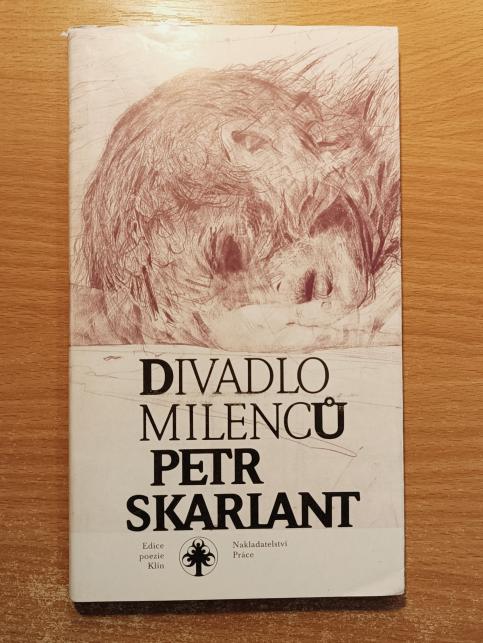 DIVADLO
MILENCŮ
PETR
SKARLANT
Edice
poezie
Klín
Nakladatelství
Práce